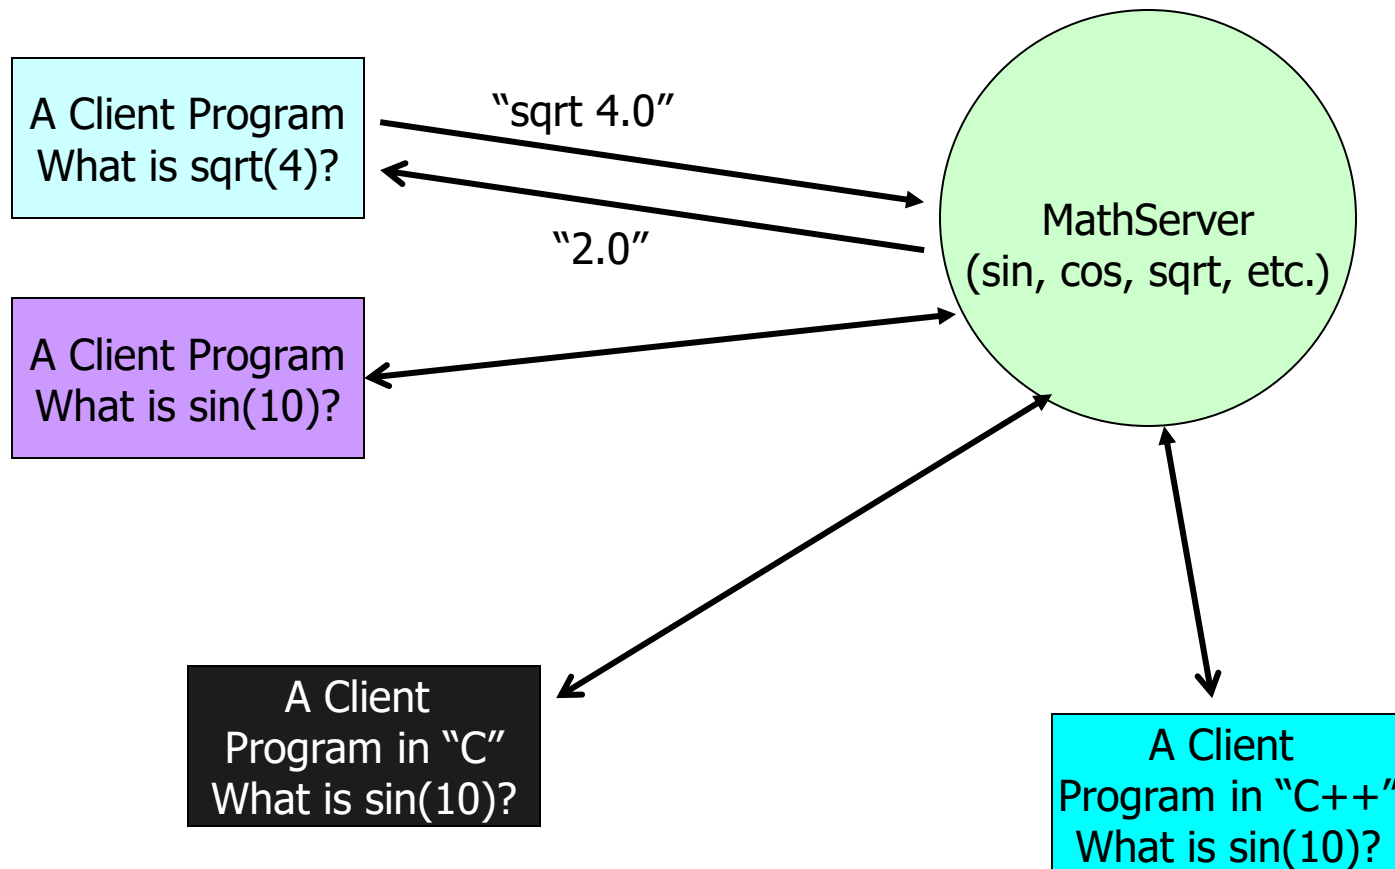 A Client Program
What is sqrt(4)?
“sqrt 4.0”
“2.0”
MathServer
(sin, cos, sqrt, etc.)
A Client Program
What is sin(10)?
A Client
Program in “C”
What is sin(10)?
A Client
Program in “C++”
What is sin(10)?